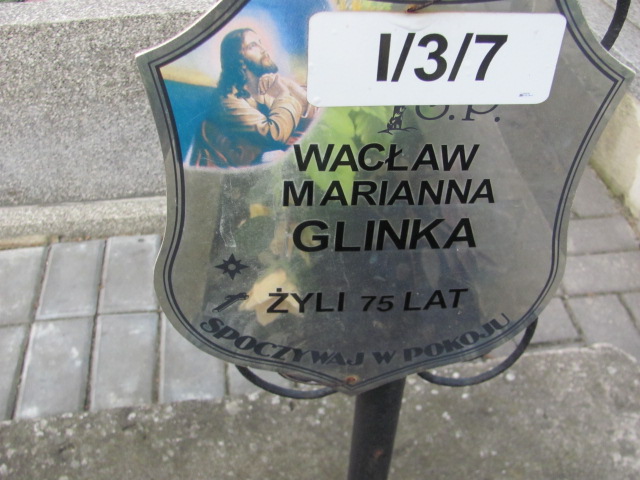 I/3/7
Ś.P.
WACŁAW
MARIANNA
GLINKA
ŻYLI 75 LAT
SPOCZYWAJ W POKOJU